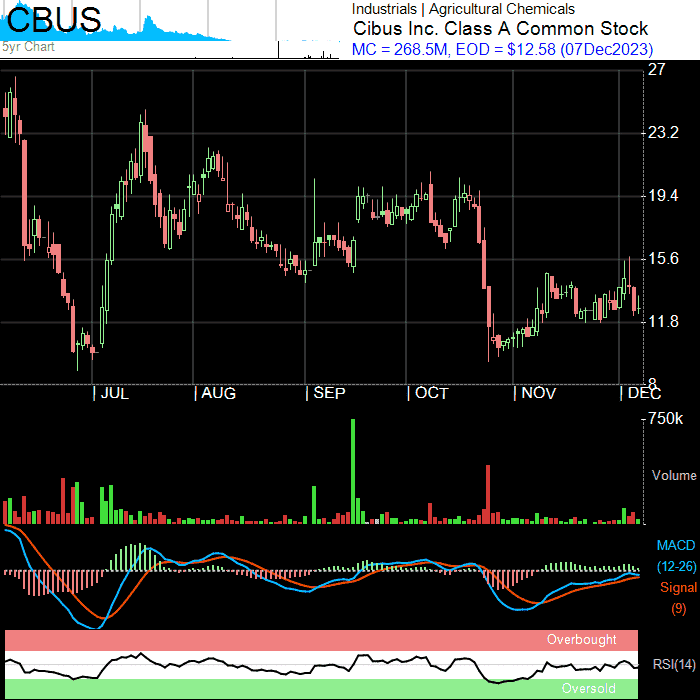 CBUS
5yr Chart
Industrials | Agricultural Chemicals
Cibus Inc. Class A Common Stock
MC = 268.5M, EOD = $12.58 (07Dec2023)
27
23.2
19.4
15.6
11.8
8
JUL
AUG
SEP
OCT
NOV
DEC
750k
Volume
MACD
(12-26)
Signal
(9)
Overbought
RSI(14)
Oversold